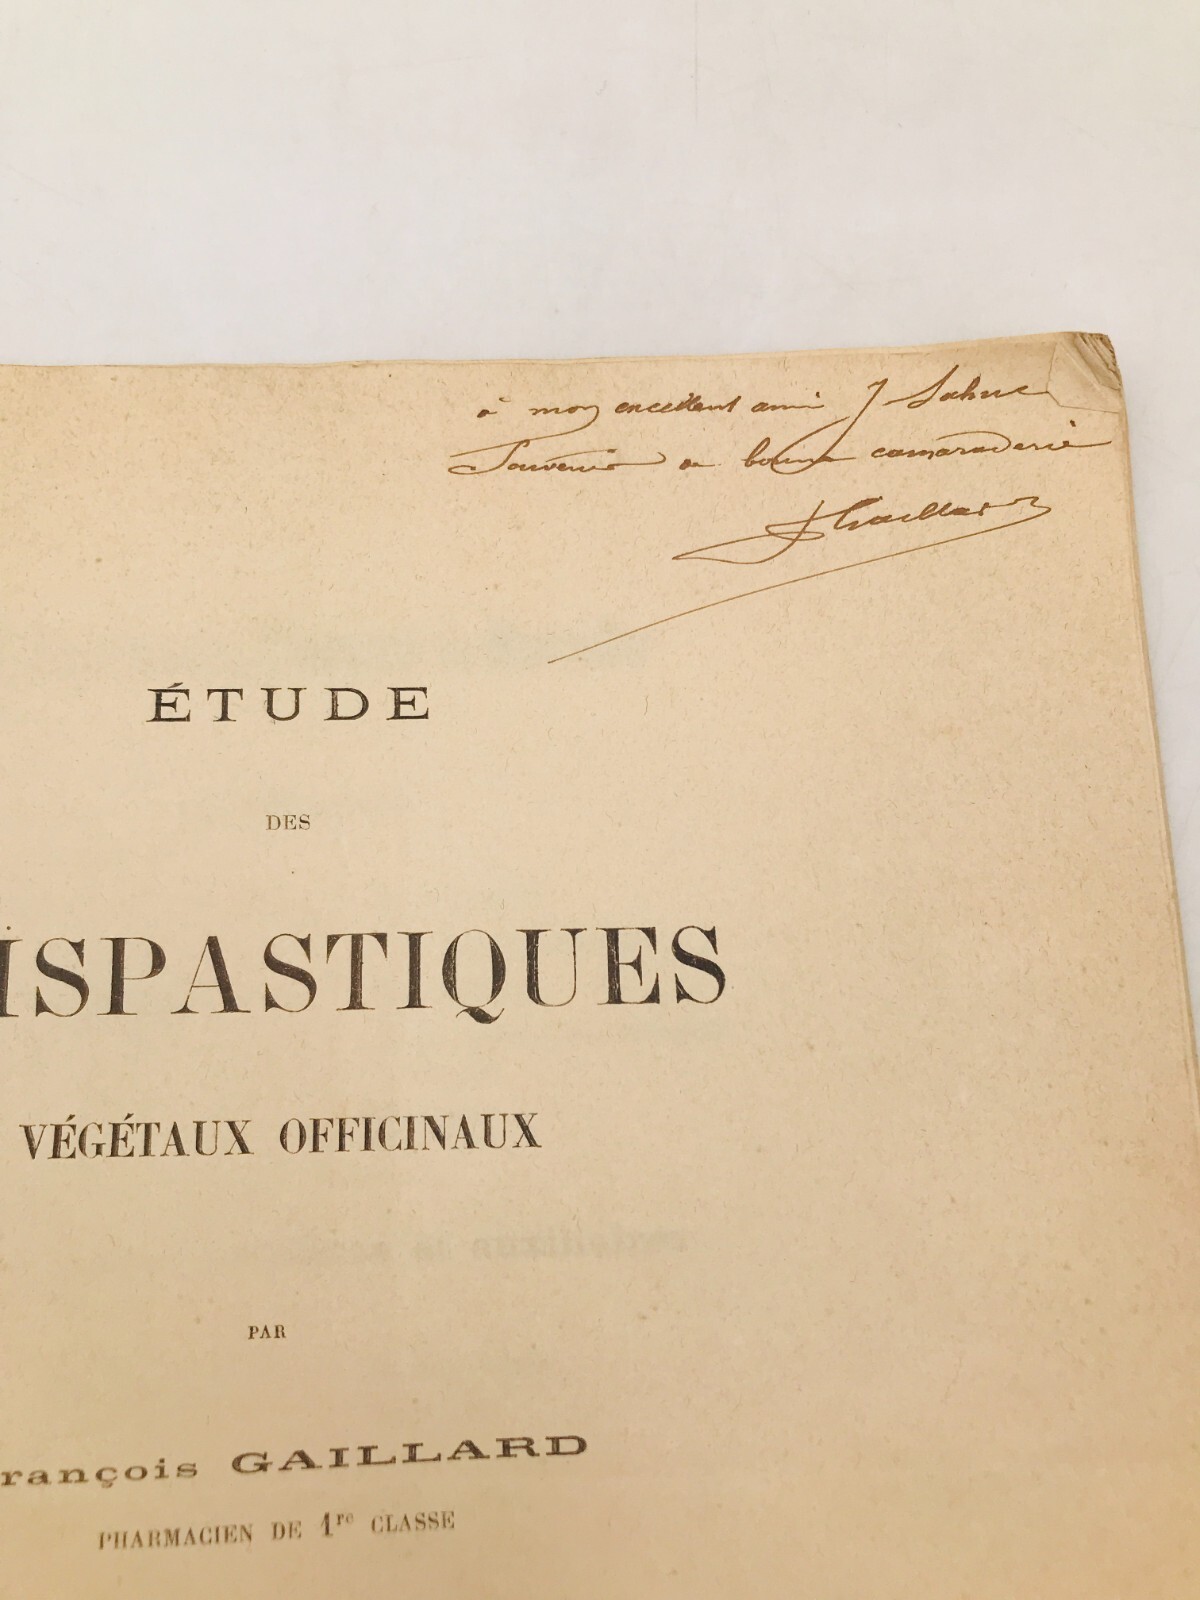 à mon excellent ami J Sahuc
Souvenir de bonne camaraderie
FGaillard
ÉTUDE
DES
ISPASTIQUES
VÉGÉTAUX OFFICINAUX
PAR
rançois GAILLARD
PHARMACIEN DE 1re CLASSE